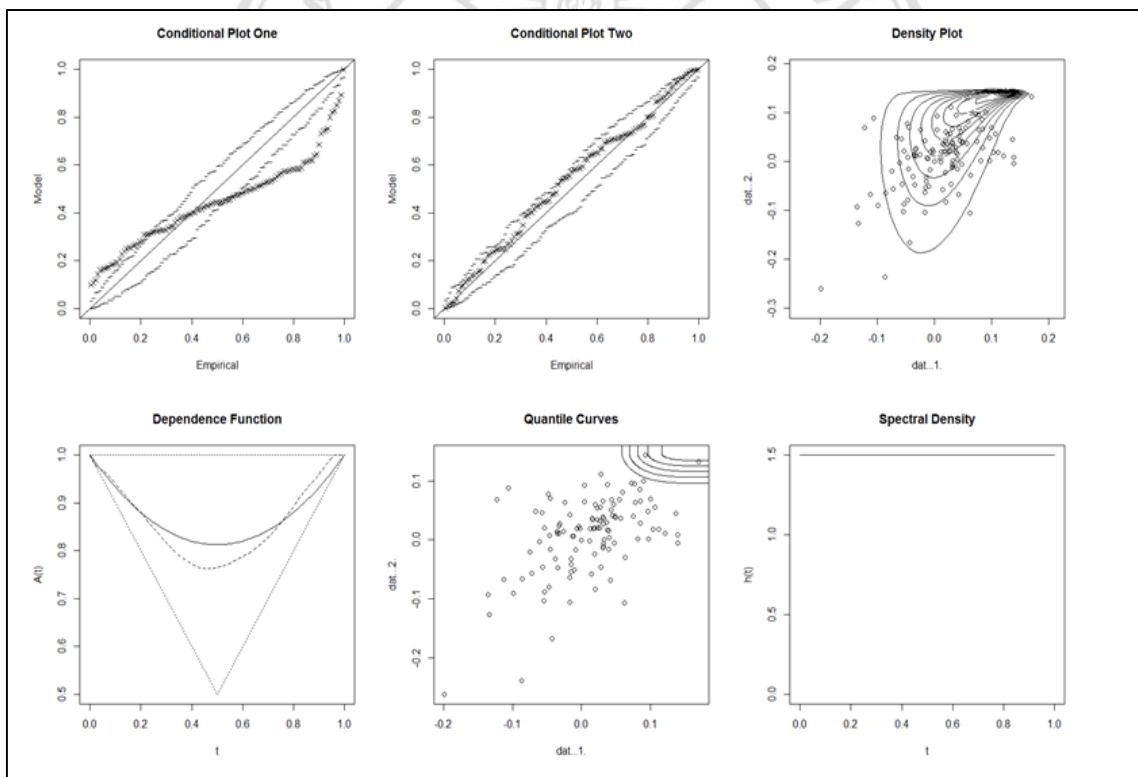 Conditional Plot One
Conditional Plot Two
Density Plot
Model
1.0
0.8
0.6
0.4
0.2
0.0
0.0 0.2 0.4 0.6 0.8 1.0
Empirical
Model
1.0
0.8
0.6
0.4
0.2
0.0
0.0 0.2 0.4 0.6 0.8 1.0
Empirical
dat...2.
0.2
0.1
0.0
-0.1
-0.2
-0.3
-0.2 -0.1 0.0 0.1 0.2
dat...1.
Dependence Function
Quantile Curves
Spectral Density
A(t)
1.0
0.9
0.8
0.7
0.6
0.5
0.0 0.2 0.4 0.6 0.8 1.0
t
dat...2.
0.1
0.0
-0.1
-0.2
-0.2 -0.1 0.0 0.1
dat...1.
h(t)
1.5
1.0
0.5
0.0
0.0 0.2 0.4 0.6 0.8 1.0
t